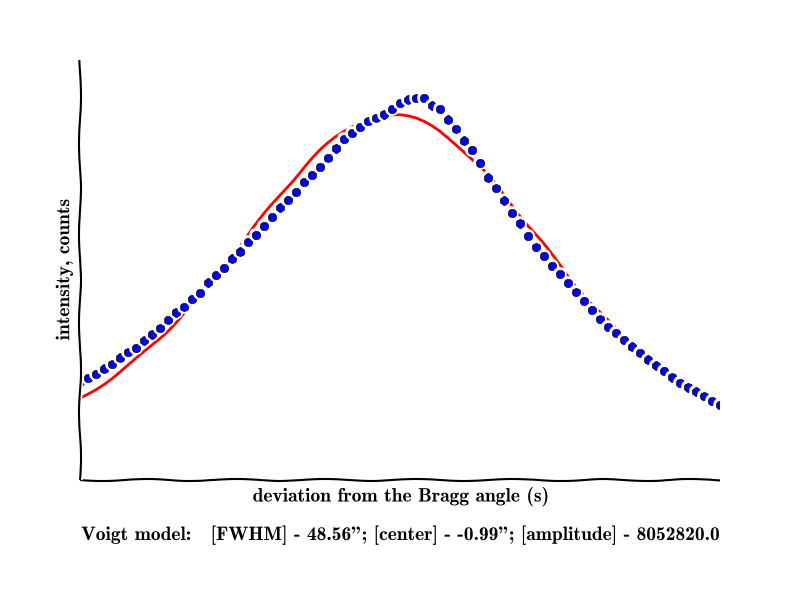 intensity, counts
deviation from the Bragg angle (s)
Voigt model: [FWHM] - 48.56”; [center] - -0.99”; [amplitude] - 8052820.0